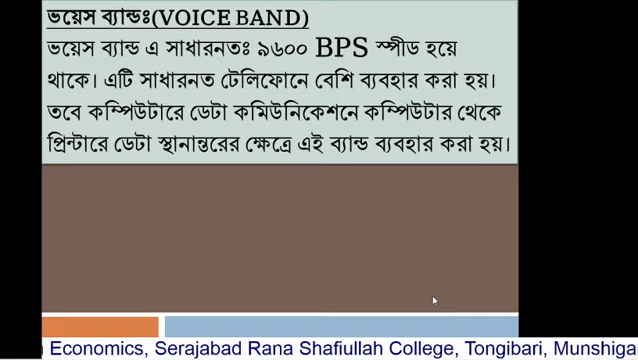 ভয়েস ব্যান্ডঃ(VOICE BAND)
ভয়েস ব্যান্ড এ সাধারনতঃ ৯৬০০ BPS স্পীড হয়ে
থাকে। এটি সাধারনত টেলিফোনে বেশি ব্যবহার করা হয়।
তবে কম্পিউটারে ডেটা কমিউনিকেশনে কম্পিউটার থেকে
প্রিন্টারে ডেটা স্থানান্তরের ক্ষেত্রে এই ব্যান্ড ব্যবহার করা হয়।
) Economics, Serajabad Rana Shafiullah College, Tongibari, Munshiga